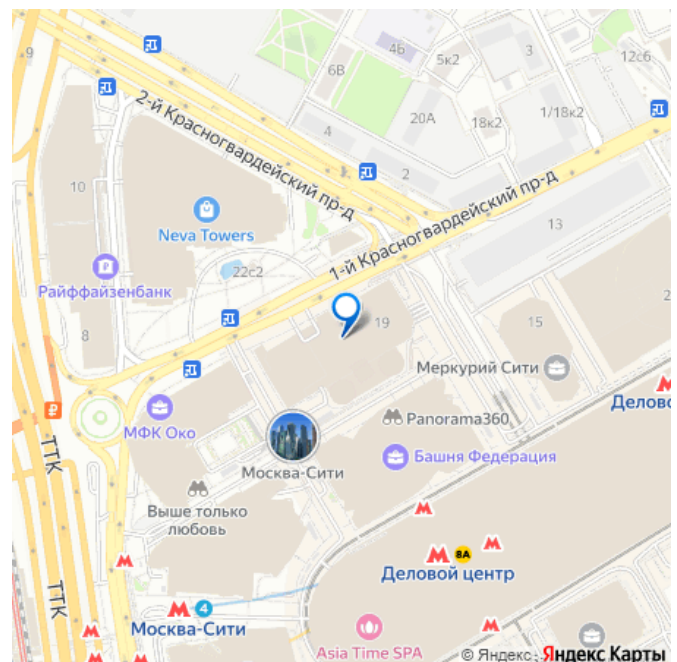 9
4Б
5к2
3
12с6
6В
20А
18к2
1/18к2
4
2
2-й Красногвардейский пр-д
1-й Красногвардейский пр-д
10
Neva Towers
22с2
13
Райффайзенбанк
8
19
15
2
Меркурий Сити
Делово
МФК Око
Panorama360
ТТК
Москва-Сити
Башня Федерация
Выше только
любовь
8А
Деловой центр
ТТК
4
Москва-Сити
Asia Time SPA
© Яндекс Яндекс Карты